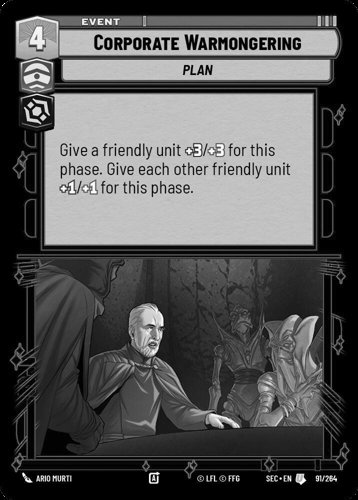 EVENT
4
CORPORATE WARMONGERING
PLAN
Give a friendly unit +3/+3 for this
phase. Give each other friendly unit
+1/+1 for this phase.
ARIO MURTI
© LFL © FFG
SEC•EN
91/264